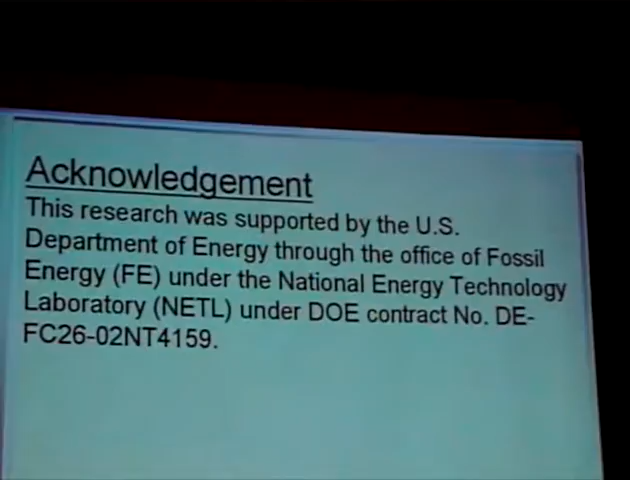 Acknowledgement
This research was supported by the U.S.
Department of Energy through the office of Fossil
Energy (FE) under the National Energy Technology
Laboratory (NETL) under DOE contract No. DE-
FC26-02NT4159.